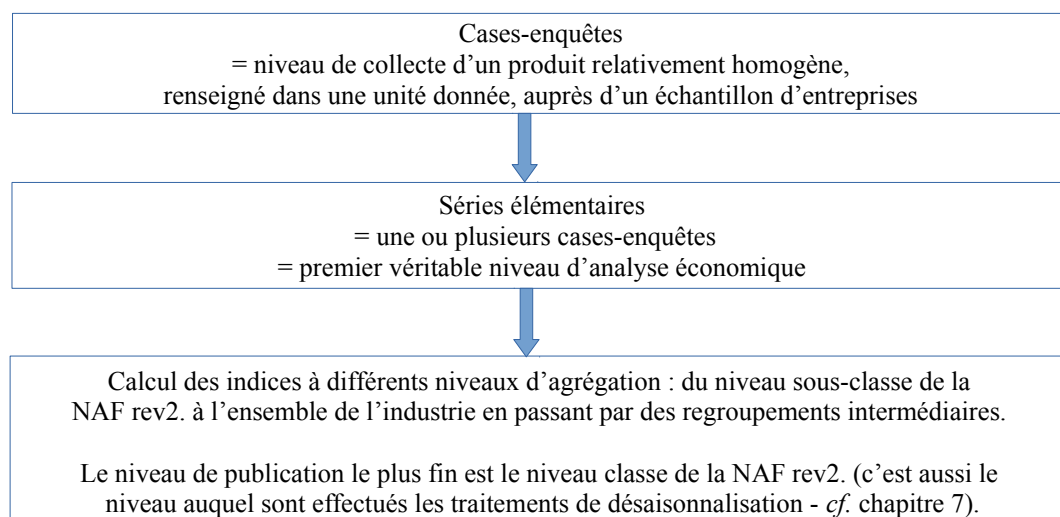 Cases-enquêtes
= niveau de collecte d’un produit relativement homogène,
renseigné dans une unité donnée, auprès d’un échantillon d’entreprises
Séries élémentaires
= une ou plusieurs cases-enquêtes
= premier véritable niveau d’analyse économique
Calcul des indices à différents niveaux d’agrégation : du niveau sous-classe de la
NAF rev2. à l’ensemble de l’industrie en passant par des regroupements intermédiaires.
Le niveau de publication le plus fin est le niveau classe de la NAF rev2. (c’est aussi le
niveau auquel sont effectués les traitements de désaisonnalisation - cf. chapitre 7).